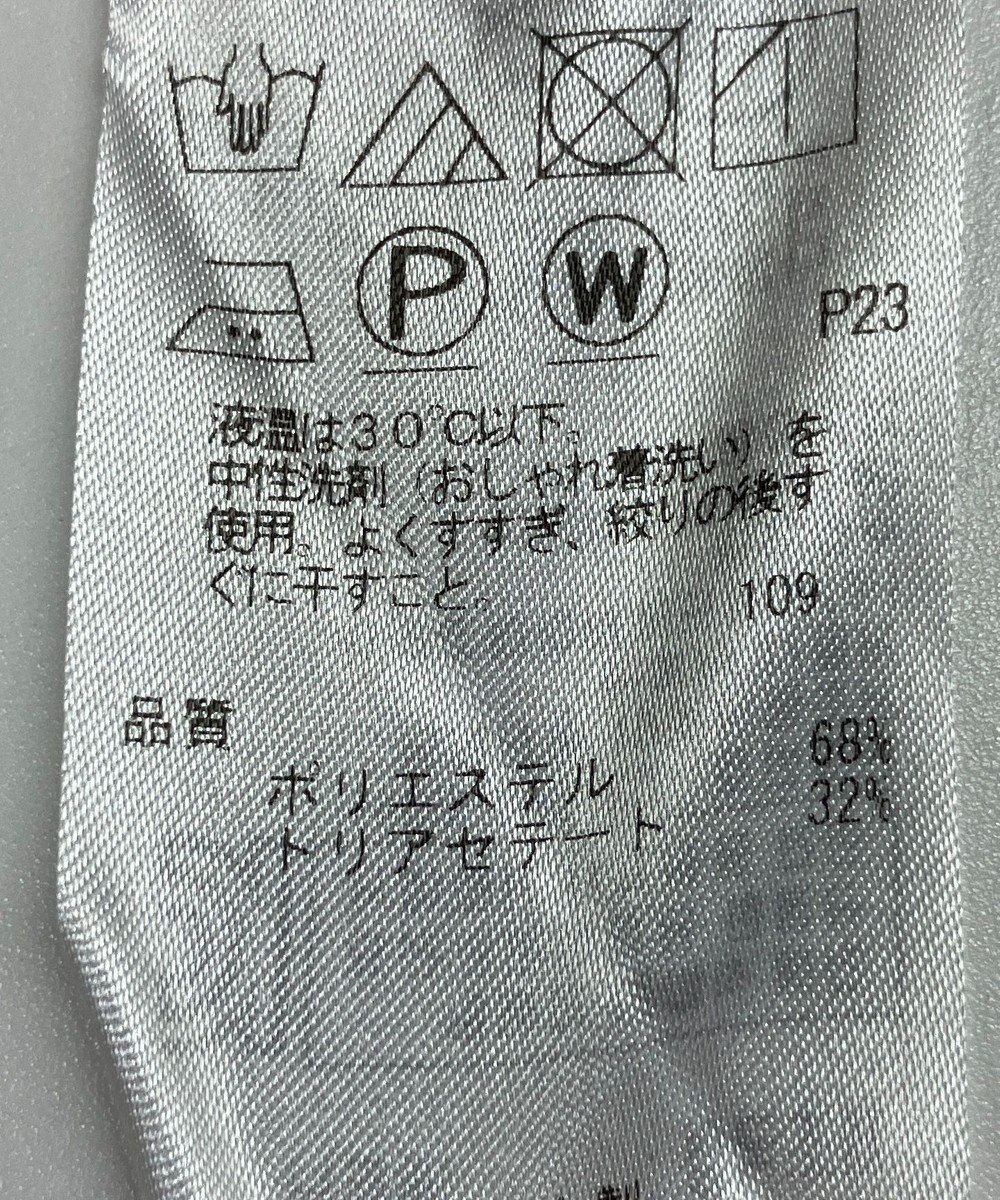 P W P23
液温は30℃以下。
中性洗剤（おしゃれ着洗い）を
使用。よくすすぎ、絞りの後す
ぐに干すこと。 109
品質
ポリエステル 68%
トリアセテート 32%